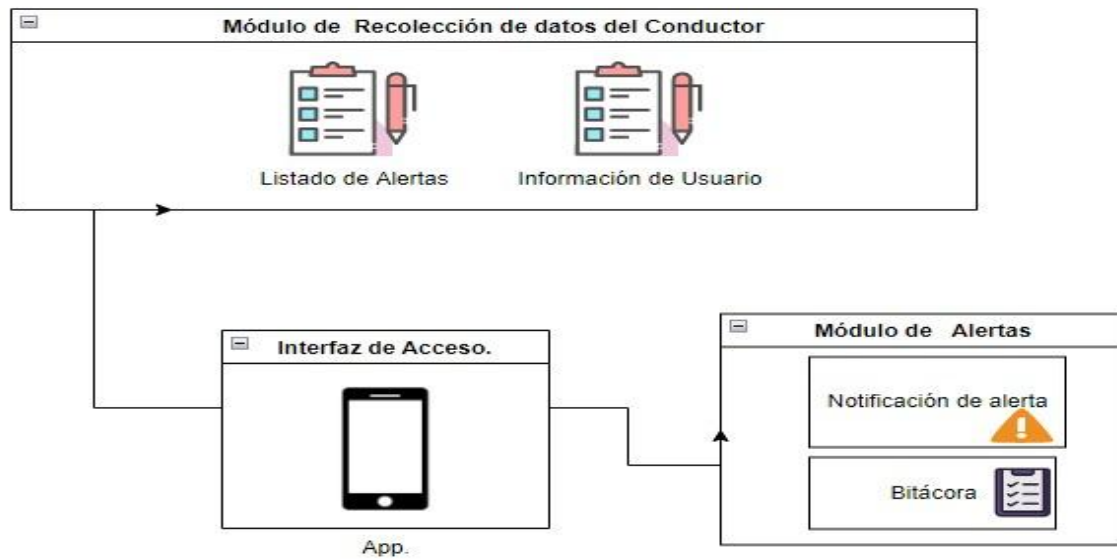 Módulo de Recolección de datos del Conductor
Listado de Alertas
Información de Usuario
Interfaz de Acceso.
App.
Módulo de Alertas
Notificación de alerta
Bitácora